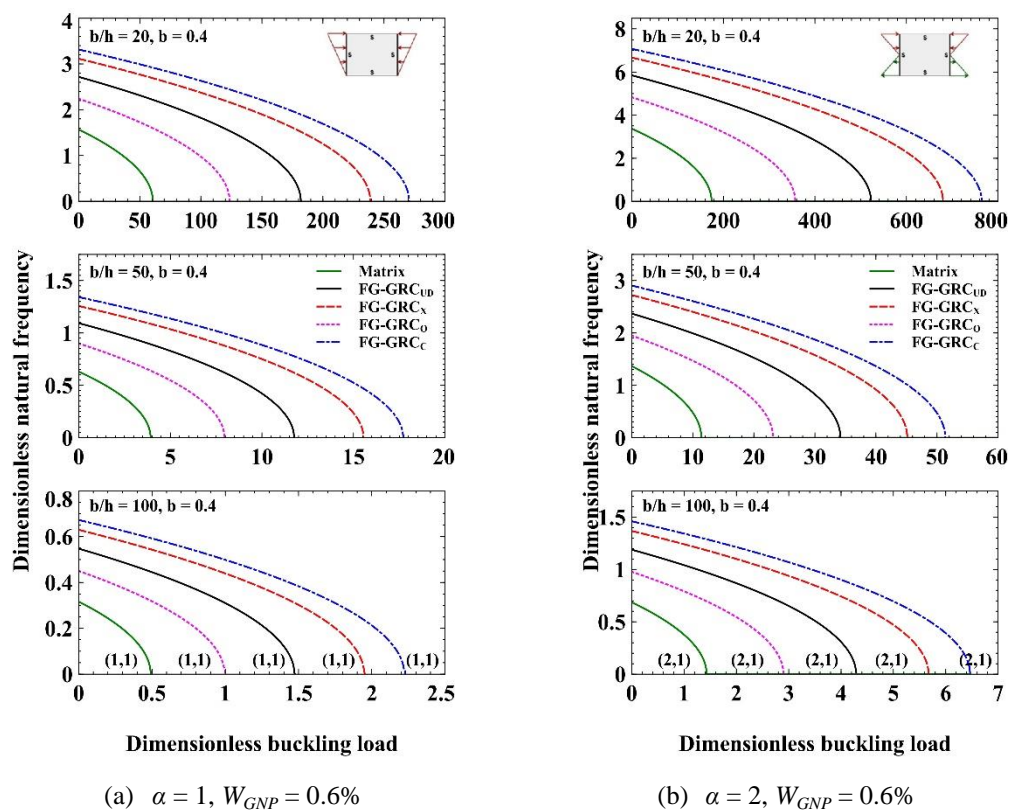 b/h = 20, b = 0.4
s
s
s
s
4
3
2
1
0
0 50 100 150 200 250 300
Dimensionless natural frequency
b/h = 50, b = 0.4
Matrix
FG-GRC_UD
FG-GRC_X
FG-GRC_O
FG-GRC_C
1.5
1
0.5
0
0 5 10 15 20
b/h = 100, b = 0.4
0.8
0.6
0.4
0.2
0
(1,1) (1,1) (1,1) (1,1) (1,1)
0 0.5 1 1.5 2 2.5
Dimensionless buckling load
(a) α = 1, W_GNP = 0.6%
b/h = 20, b = 0.4
s
s
s
s
8
6
4
2
0
0 200 400 600 800
Dimensionless natural frequency
b/h = 50, b = 0.4
Matrix
FG-GRC_UD
FG-GRC_X
FG-GRC_O
FG-GRC_C
3
2
1
0
0 10 20 30 40 50 60
b/h = 100, b = 0.4
1.5
1
0.5
0
(2,1) (2,1) (2,1) (2,1) (2,1)
0 1 2 3 4 5 6 7
Dimensionless buckling load
(b) α = 2, W_GNP = 0.6%